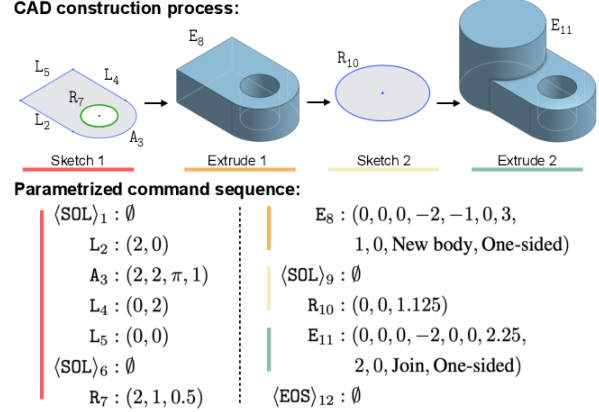 CAD construction process:
L₅ L₄ R₇ L₂ A₃
E₈
R₁₀
E₁₁
Sketch 1 Extrude 1 Sketch 2 Extrude 2
Parametrized command sequence:
⟨SOL⟩₁ : ∅
L₂ : (2, 0)
A₃ : (2, 2, π, 1)
L₄ : (0, 2)
L₅ : (0, 0)
⟨SOL⟩₆ : ∅
R₇ : (2, 1, 0.5)
E₈ : (0, 0, 0, −2, −1, 0, 3,
1, 0, New body, One-sided)
⟨SOL⟩₉ : ∅
R₁₀ : (0, 0, 1.125)
E₁₁ : (0, 0, 0, −2, 0, 0, 2.25,
2, 0, Join, One-sided)
⟨EOS⟩₁₂ : ∅